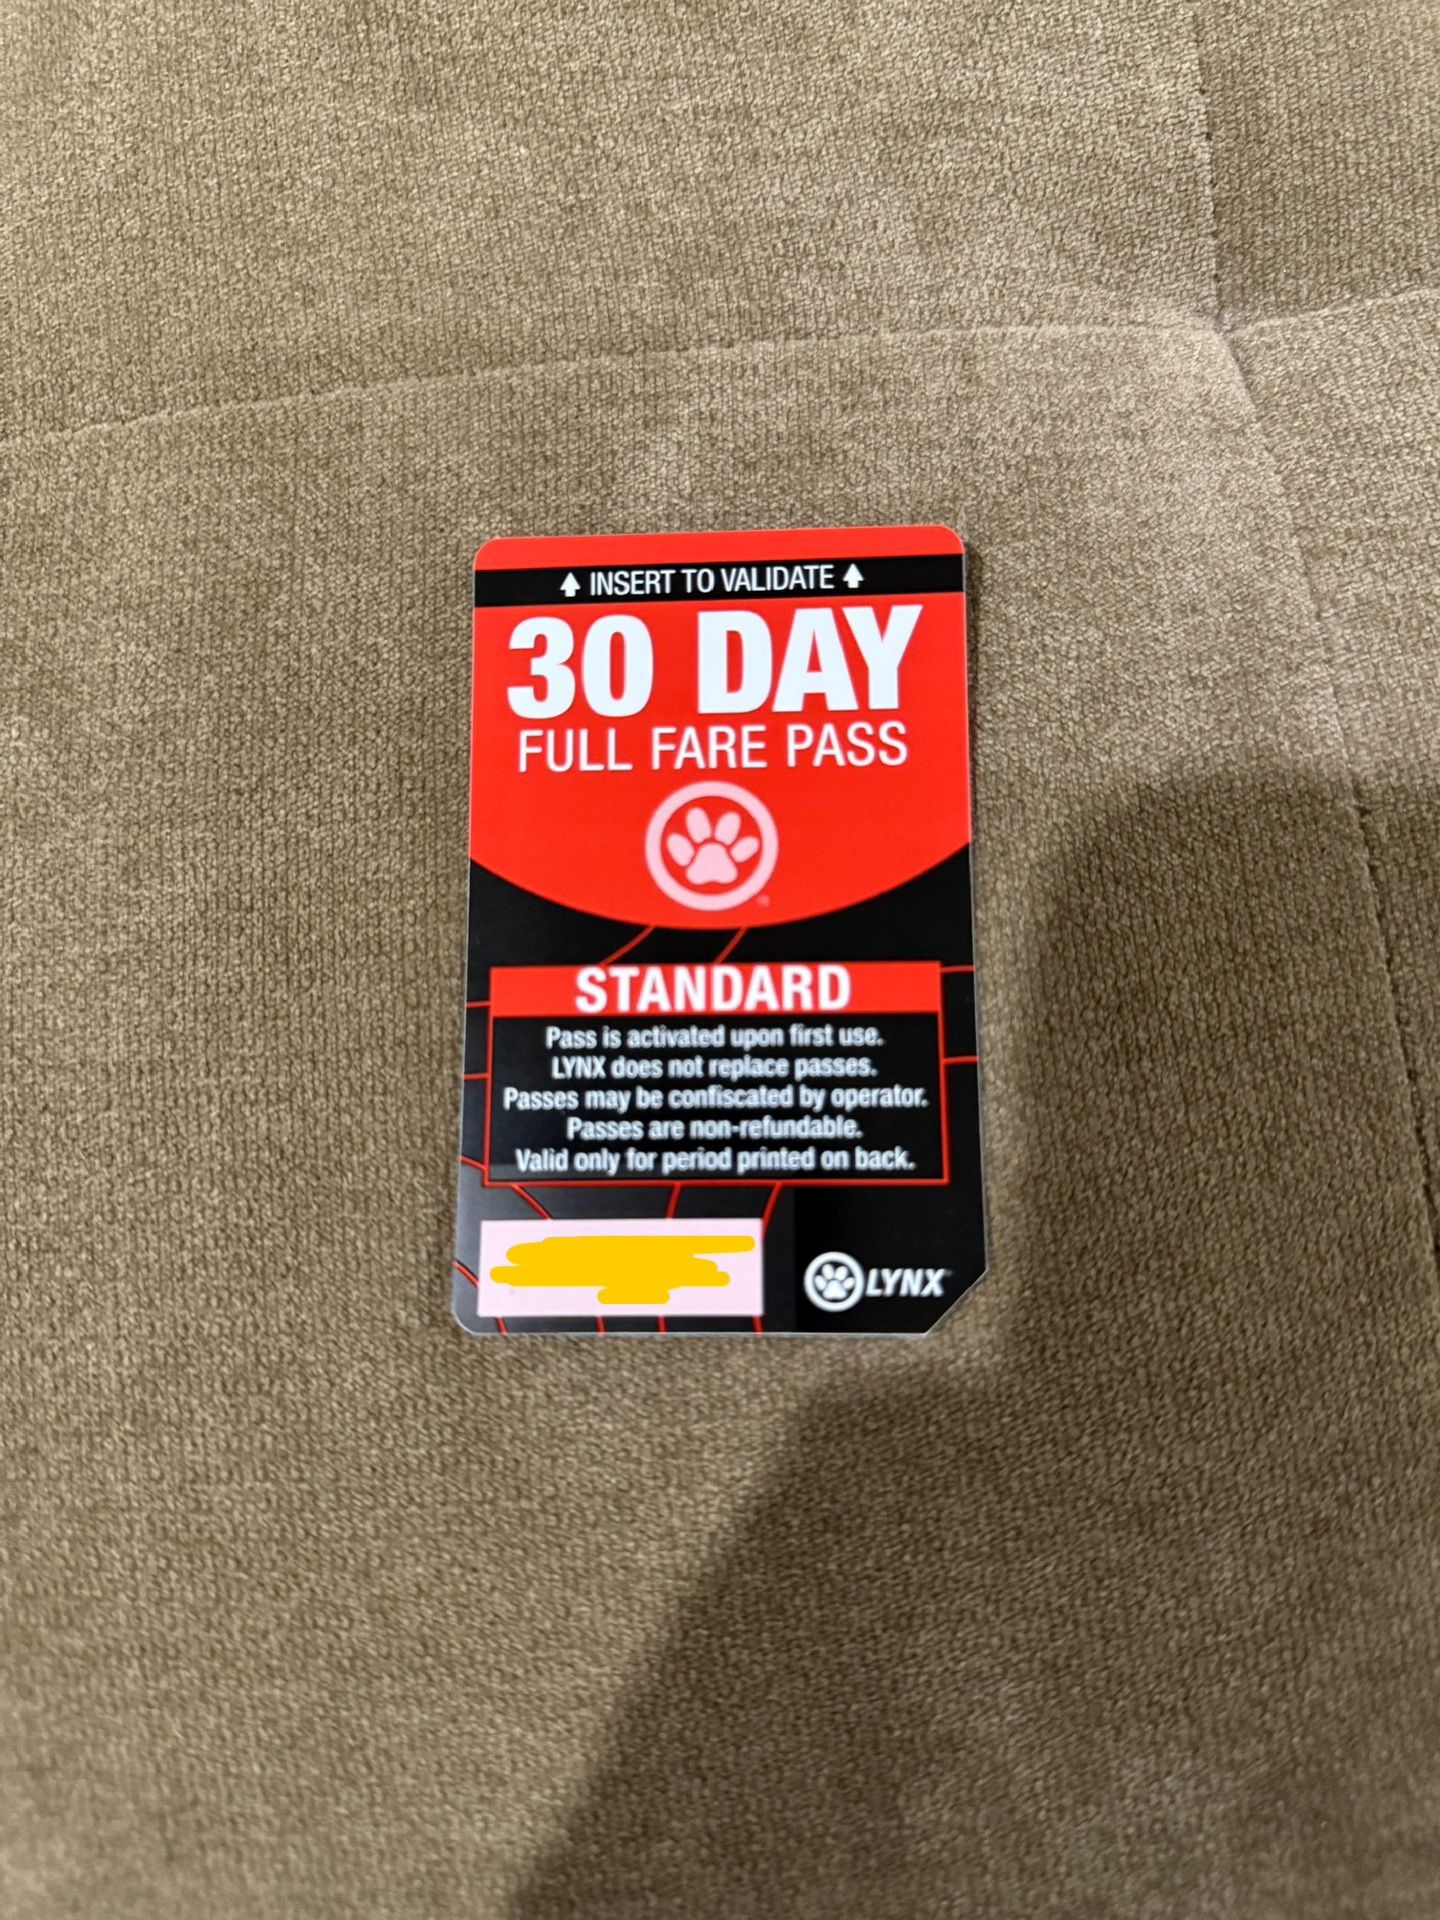 INSERT TO VALIDATE
30 DAY
FULL FARE PASS
STANDARD
Pass is activated upon first use.
LYNX does not replace passes.
Passes may be confiscated by operator.
Passes are non-refundable.
Valid only for period printed on back.
LYNX